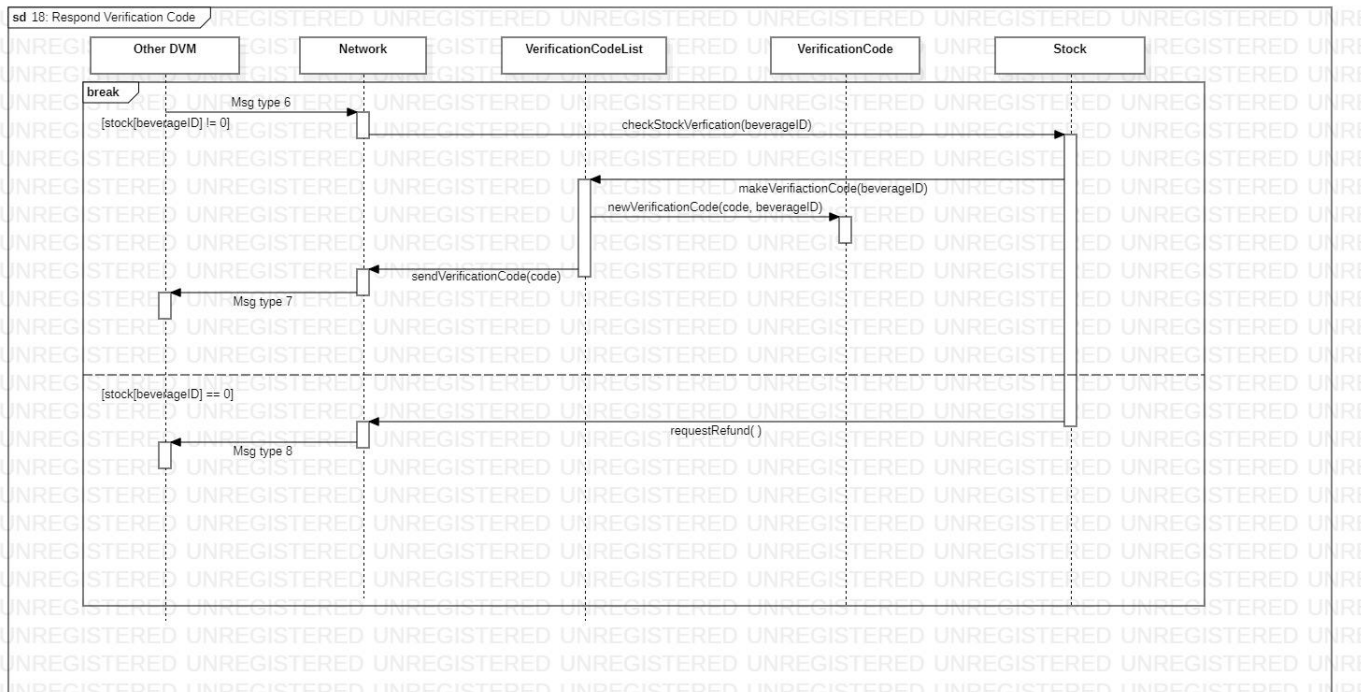 sd 18: Respond Verification Code
Other DVM
Network
VerificationCodeList
VerificationCode
Stock
break
Msg type 6
[stock[beverageID] != 0]
checkStockVerfication(beverageID)
makeVerifiactionCode(beverageID)
newVerificationCode(code, beverageID)
sendVerificationCode(code)
Msg type 7
[stock[beverageID] == 0]
requestRefund( )
Msg type 8
UNREGISTERED